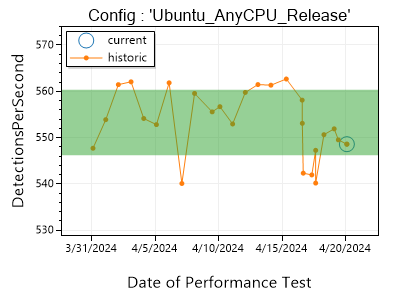 Config : 'Ubuntu_AnyCPU_Release'
current
historic
DetectionsPerSecond
570
560
550
540
530
3/31/2024 4/5/2024 4/10/2024 4/15/2024 4/20/2024
Date of Performance Test